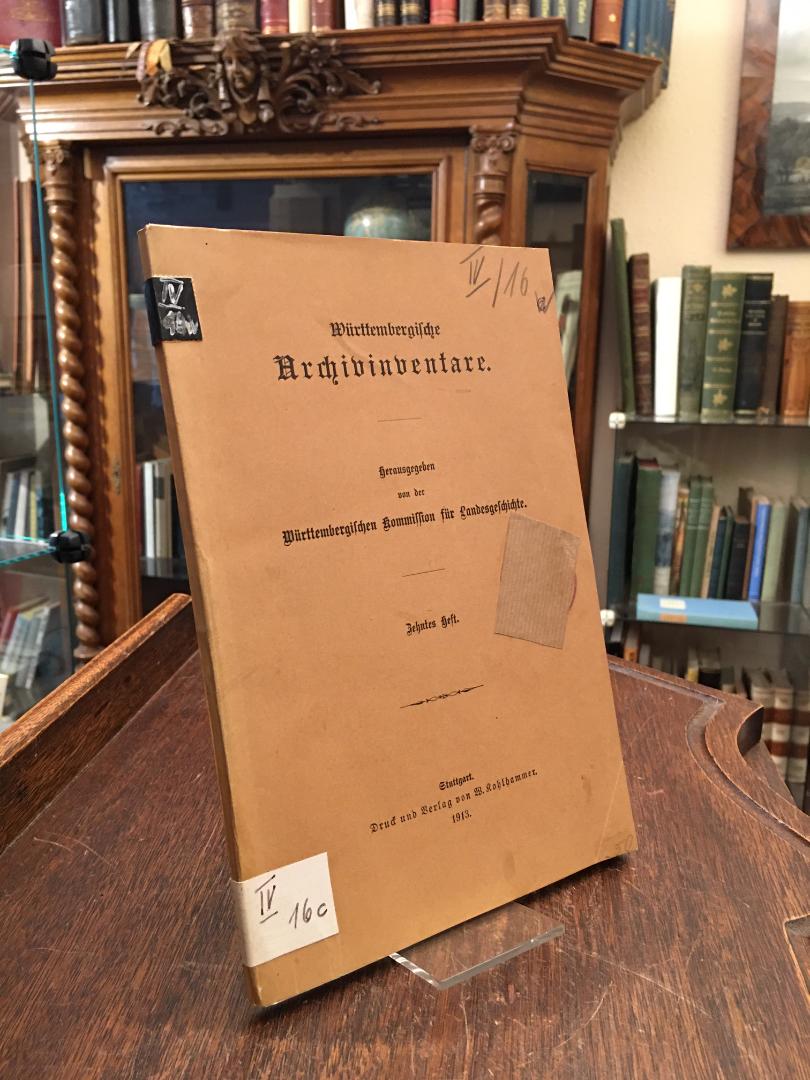 IV/16
IV
Württembergische
Archivinventare.
Herausgegeben
von der
Württembergischen Kommission für Landesgeschichte.
Zehntes Heft.
Stuttgart.
Druck und Verlag von W. Kohlhammer.
1913.
IV
16c